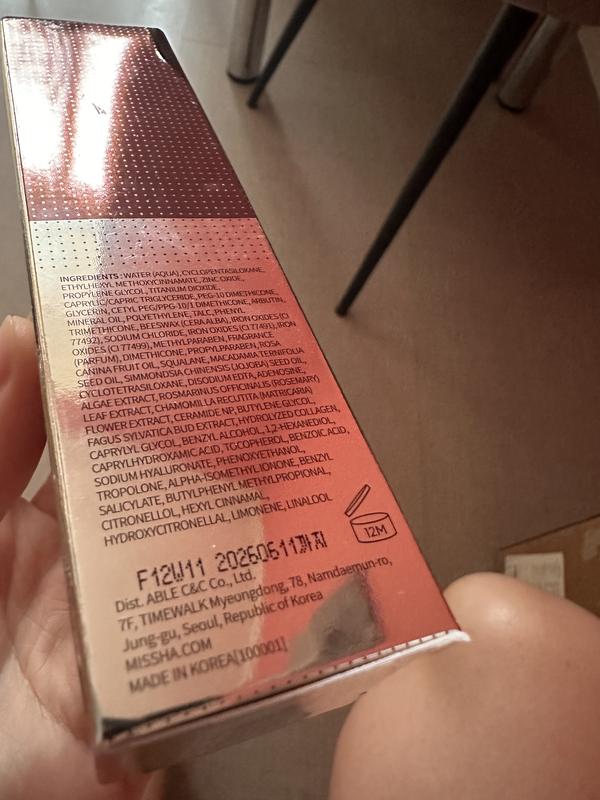 INGREDIENTS : WATER (AQUA), CYCLOPENTASILOXANE,
ETHYLHEXYL METHOXYCINNAMATE, ZINC OXIDE,
PROPYLENE GLYCOL, TITANIUM DIOXIDE,
CAPRYLIC/CAPRIC TRIGLYCERIDE, PEG-10 DIMETHICONE,
GLYCERIN, CETYL PEG/PPG-10/1 DIMETHICONE, ARBUTIN,
MINERAL OIL, POLYETHYLENE, TALC, PHENYL
TRIMETHICONE, BEESWAX (CERA ALBA), IRON OXIDES (CI
77492), SODIUM CHLORIDE, IRON OXIDES (CI 77491), IRON
OXIDES (CI 77499), METHYLPARABEN, FRAGRANCE
(PARFUM), DIMETHICONE, PROPYLPARABEN, ROSA
CANINA FRUIT OIL, SQUALANE, MACADAMIA TERNIFOLIA
SEED OIL, SIMMONDSIA CHINENSIS (JOJOBA) SEED OIL,
CYCLOTETRASILOXANE, DISODIUM EDTA, ADENOSINE,
ALGAE EXTRACT, ROSMARINUS OFFICINALIS (ROSEMARY)
LEAF EXTRACT, CHAMOMILLA RECUTITA (MATRICARIA)
FLOWER EXTRACT, CERAMIDE NP, BUTYLENE GLYCOL,
FAGUS SYLVATICA BUD EXTRACT, HYDROLYZED COLLAGEN,
CAPRYLYL GLYCOL, BENZYL ALCOHOL, 1,2-HEXANEDIOL,
CAPRYLHYDROXAMIC ACID, TOCOPHEROL, BENZOIC ACID,
SODIUM HYALURONATE, PHENOXYETHANOL,
TROPOLONE, ALPHA-ISOMETHYL IONONE, BENZYL
SALICYLATE, BUTYLPHENYL METHYLPROPIONAL,
CITRONELLOL, HEXYL CINNAMAL,
HYDROXYCITRONELLAL, LIMONENE, LINALOOL
12M
F12W11 20260611까지
Dist. ABLE C&C Co., Ltd.
7F, TIMEWALK Myeongdong, 78, Namdaemun-ro,
Jung-gu, Seoul, Republic of Korea
MISSHA.COM
MADE IN KOREA[10001]